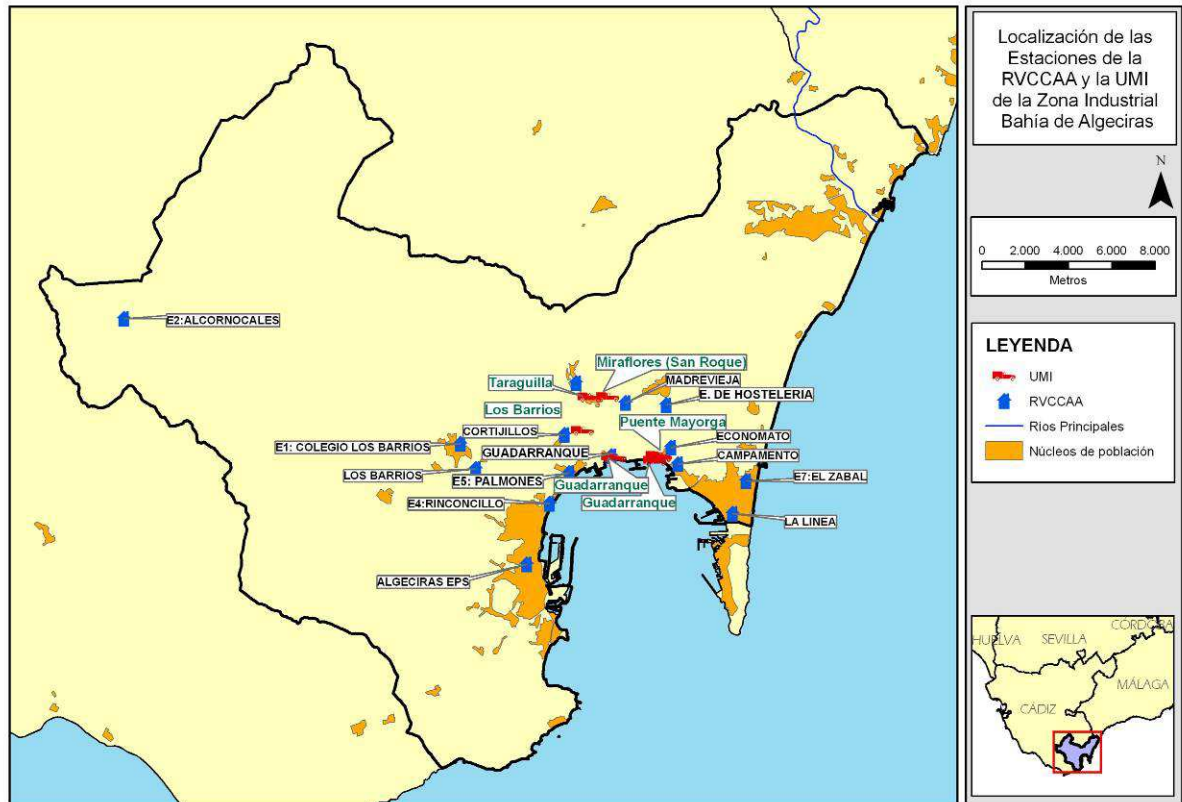 Localización de las
Estaciones de la
RVCCAA y la UMI
de la Zona Industrial
Bahía de Algeciras
N
0 2.000 4.000 6.000 8.000
Metros
LEYENDA
UMI
RVCCAA
Ríos Principales
Núcleos de población
E2:ALCORNOCALES
Miraflores (San Roque)
Taraguilla
MADREVIEJA
E. DE HOSTELERIA
Los Barrios
Puente Mayorga
CORTIJILLOS
ECONOMATO
E1: COLEGIO LOS BARRIOS
GUADARRANQUE
CAMPAMENTO
LOS BARRIOS
E5: PALMONES
E7:EL ZABAL
Guadarranque
Guadarranque
E4:RINCONCILLO
LA LINEA
ALGECIRAS EPS
HUELVA
SEVILLA
CÓRDOBA
MÁLAGA
CÁDIZ